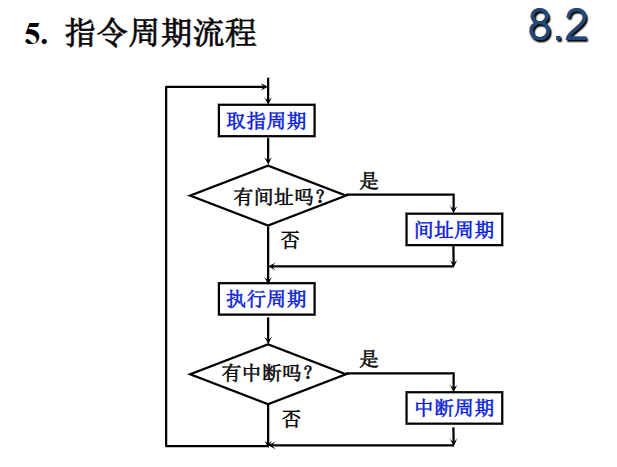 5. 指令周期流程
8.2
取指周期
有间址吗？
是
间址周期
否
执行周期
有中断吗？
是
中断周期
否